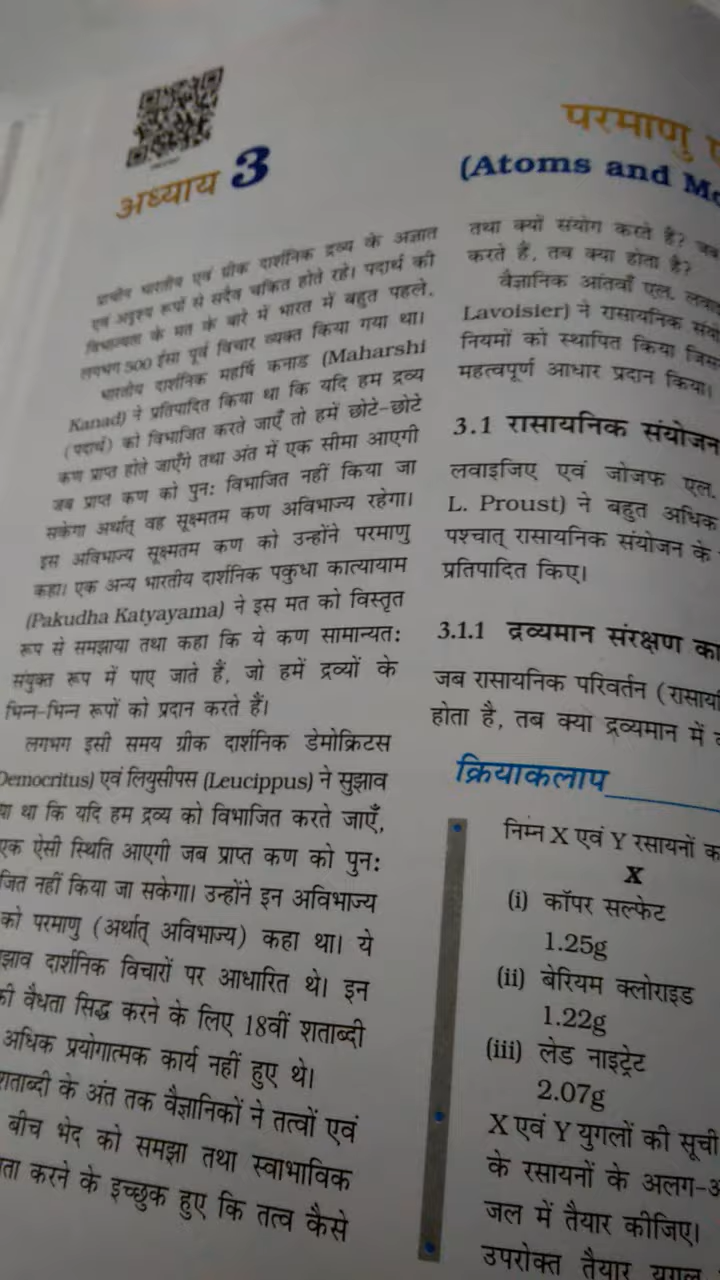 अध्याय 3
परमाणु
(Atoms and
प्राचीन भारतीय एवं ग्रीक दार्शनिक द्रव्य के अज्ञात
एवं अदृश्य रूपों से सदैव चकित होते रहे। पदार्थ की
विभाज्यता के मत के बारे में भारत में बहुत पहले,
लगभग 500 ईसा पूर्व विचार व्यक्त किया गया था।
भारतीय दार्शनिक महर्षि कनाड (Maharshi
Kanad) ने प्रतिपादित किया था कि यदि हम द्रव्य
(पदार्थ) को विभाजित करते जाएँ तो हमें छोटे-छोटे
कण प्राप्त होते जाएँगे तथा अंत में एक सीमा आएगी
जब प्राप्त कण को पुन: विभाजित नहीं किया जा
सकेगा अर्थात् वह सूक्ष्मतम कण अविभाज्य रहेगा।
इस अविभाज्य सूक्ष्मतम कण को उन्होंने परमाणु
कहा। एक अन्य भारतीय दार्शनिक पकुधा कात्यायाम
(Pakudha Katyayama) ने इस मत को विस्तृत
रूप से समझाया तथा कहा कि ये कण सामान्यत:
संयुक्त रूप में पाए जाते हैं, जो हमें द्रव्यों के
भिन्न-भिन्न रूपों को प्रदान करते हैं।
लगभग इसी समय ग्रीक दार्शनिक डेमोक्रिटस
Democritus) एवं लियुसीपस (Leucippus) ने सुझाव
था कि यदि हम द्रव्य को विभाजित करते जाएँ,
एक ऐसी स्थिति आएगी जब प्राप्त कण को पुन:
जित नहीं किया जा सकेगा। उन्होंने इन अविभाज्य
को परमाणु (अर्थात् अविभाज्य) कहा था। ये
झाव दार्शनिक विचारों पर आधारित थे। इन
की वैधता सिद्ध करने के लिए 18वीं शताब्दी
अधिक प्रयोगात्मक कार्य नहीं हुए थे।
शताब्दी के अंत तक वैज्ञानिकों ने तत्वों एवं
बीच भेद को समझा तथा स्वाभाविक
करने के इच्छुक हुए कि तत्व कैसे
तथा क्यों संयोग करते हैं? जब
करते हैं, तब क्या होता है?
वैज्ञानिक आंतवाँ एल.
Lavoisier) ने रासायनिक
नियमों को स्थापित किया
महत्वपूर्ण आधार प्रदान किया।
3.1 रासायनिक संयोजन
लवाइजिए एवं जोजफ एल.
L. Proust) ने बहुत अधिक
पश्चात् रासायनिक संयोजन के
प्रतिपादित किए।
3.1.1 द्रव्यमान संरक्षण का
जब रासायनिक परिवर्तन
होता है, तब क्या द्रव्यमान में
क्रियाकलाप
निम्न X एवं Y रसायनों
X
(i) कॉपर सल्फेट
1.25g
(ii) बेरियम क्लोराइड
1.22g
(iii) लेड नाइट्रेट
2.07g
X एवं Y युगलों की सूची
के रसायनों के
जल में तैयार कीजिए।
उपरोक्त तैयार युगल